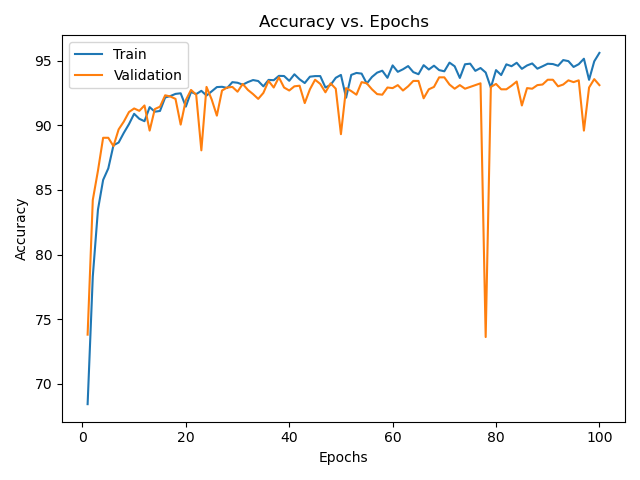 Accuracy vs. Epochs
Train
Validation
95
90
85
80
75
70
Accuracy
0 20 40 60 80 100
Epochs